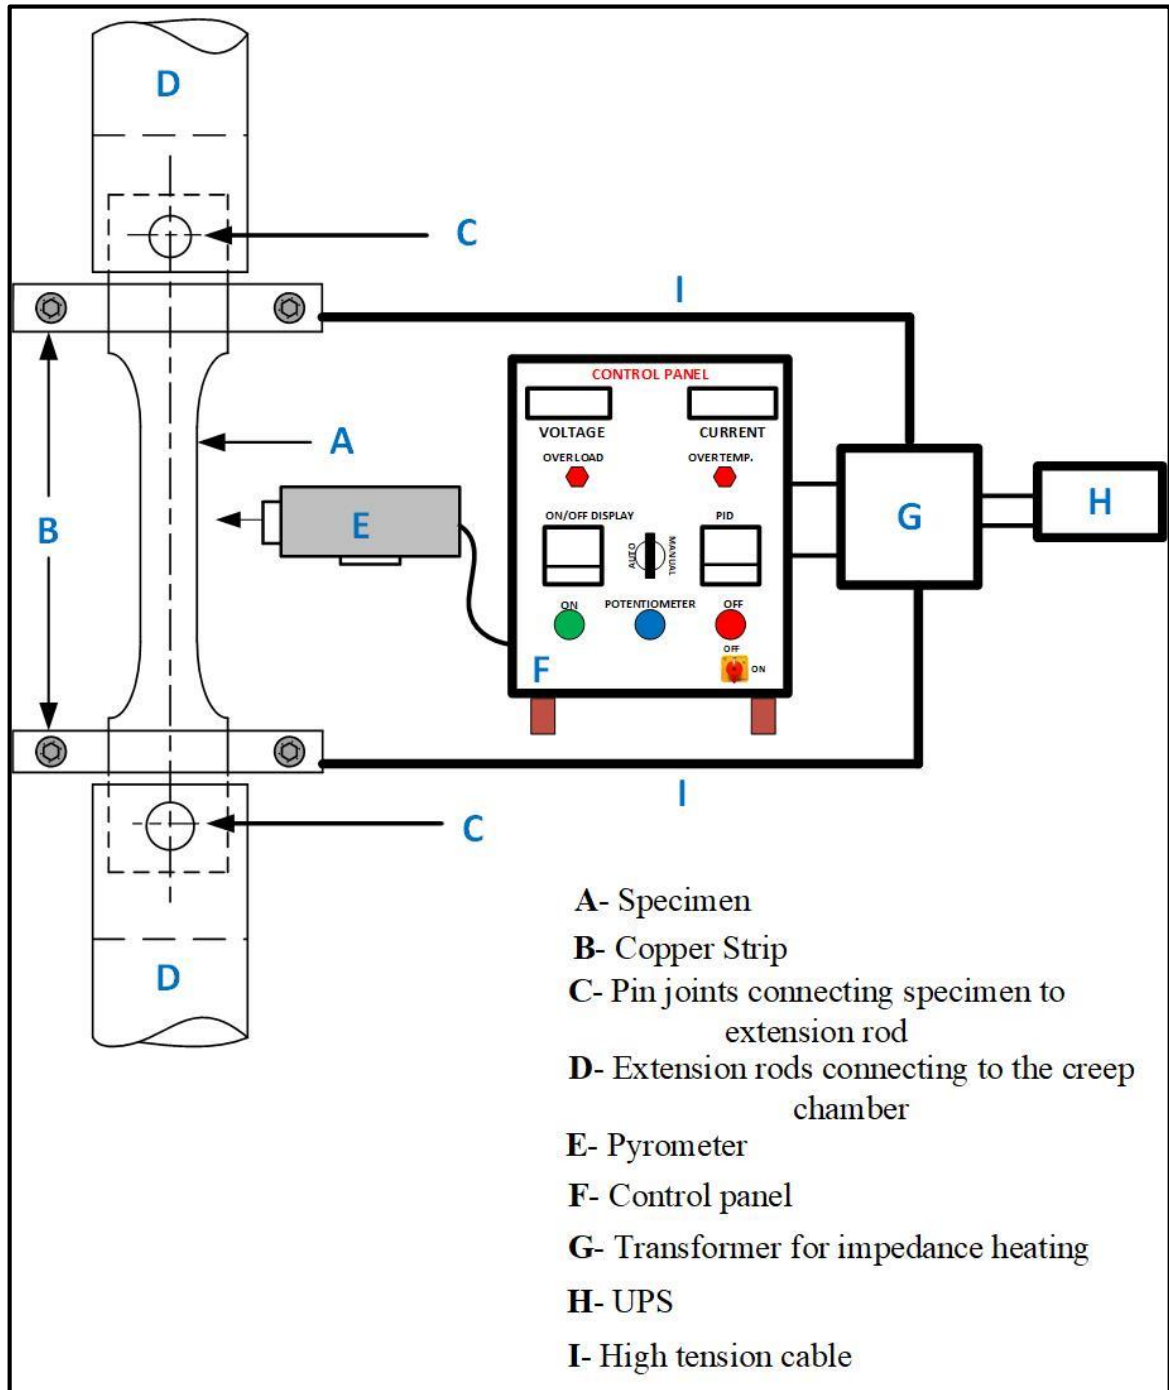 D
C
I
CONTROL PANEL
VOLTAGE CURRENT
OVERLOAD OVERTEMP.
A
B
E
ON/OFF DISPLAY PID
AUTO MANUAL
G
H
ON POTENTIOMETER OFF
OFF
F
ON
I
C
D
A- Specimen
B- Copper Strip
C- Pin joints connecting specimen to
extension rod
D- Extension rods connecting to the creep
chamber
E- Pyrometer
F- Control panel
G- Transformer for impedance heating
H- UPS
I- High tension cable